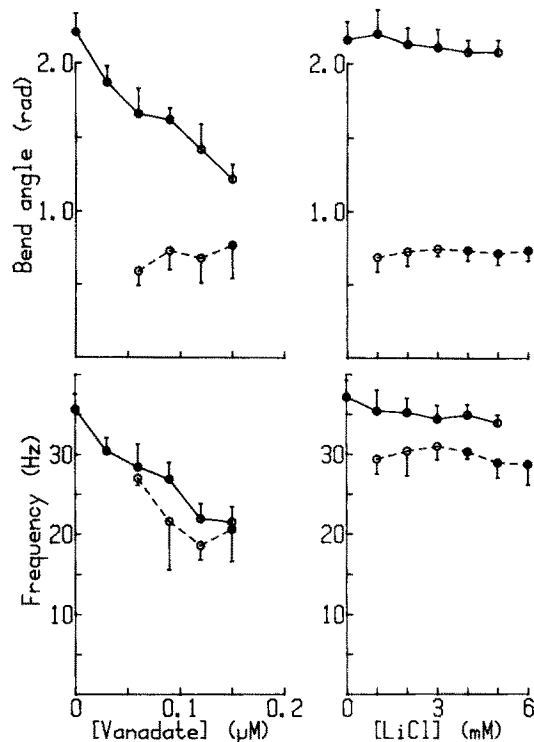 Bend angle (rad)
2.0
1.0
2.0
1.0
Frequency (Hz)
30
20
10
30
20
10
0 0.1 0.2
[Vanadate] (μM)
0 3 6
[LiCl] (mM)